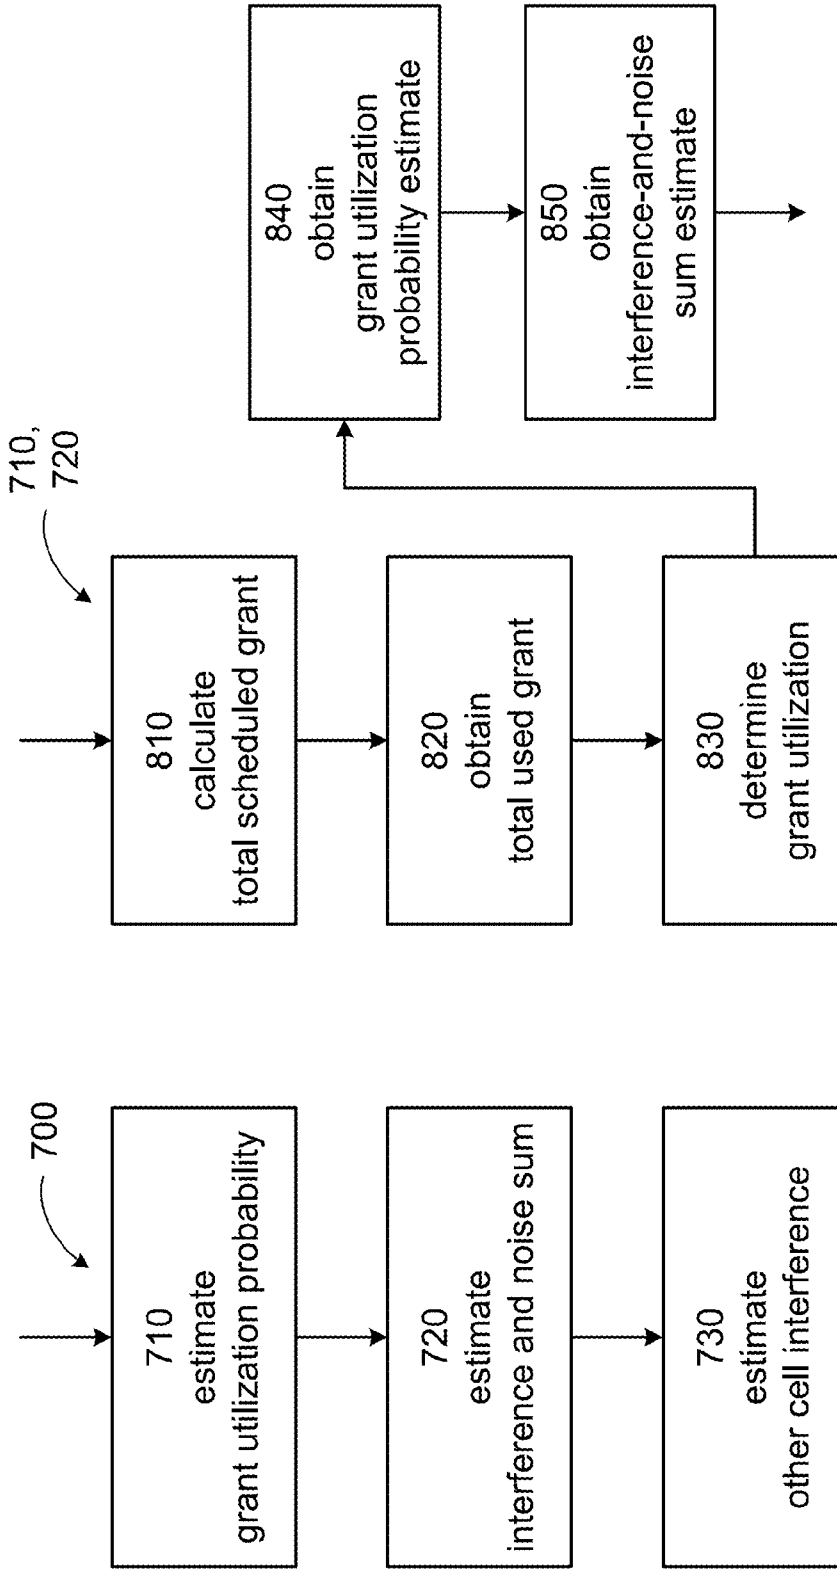 700
710
estimate
grant utilization probability
720
estimate
interference and noise sum
730
estimate
other cell interference
710,
720
810
calculate
total scheduled grant
820
obtain
total used grant
830
determine
grant utilization
840
obtain
grant utilization
probability estimate
850
obtain
interference-and-noise
sum estimate